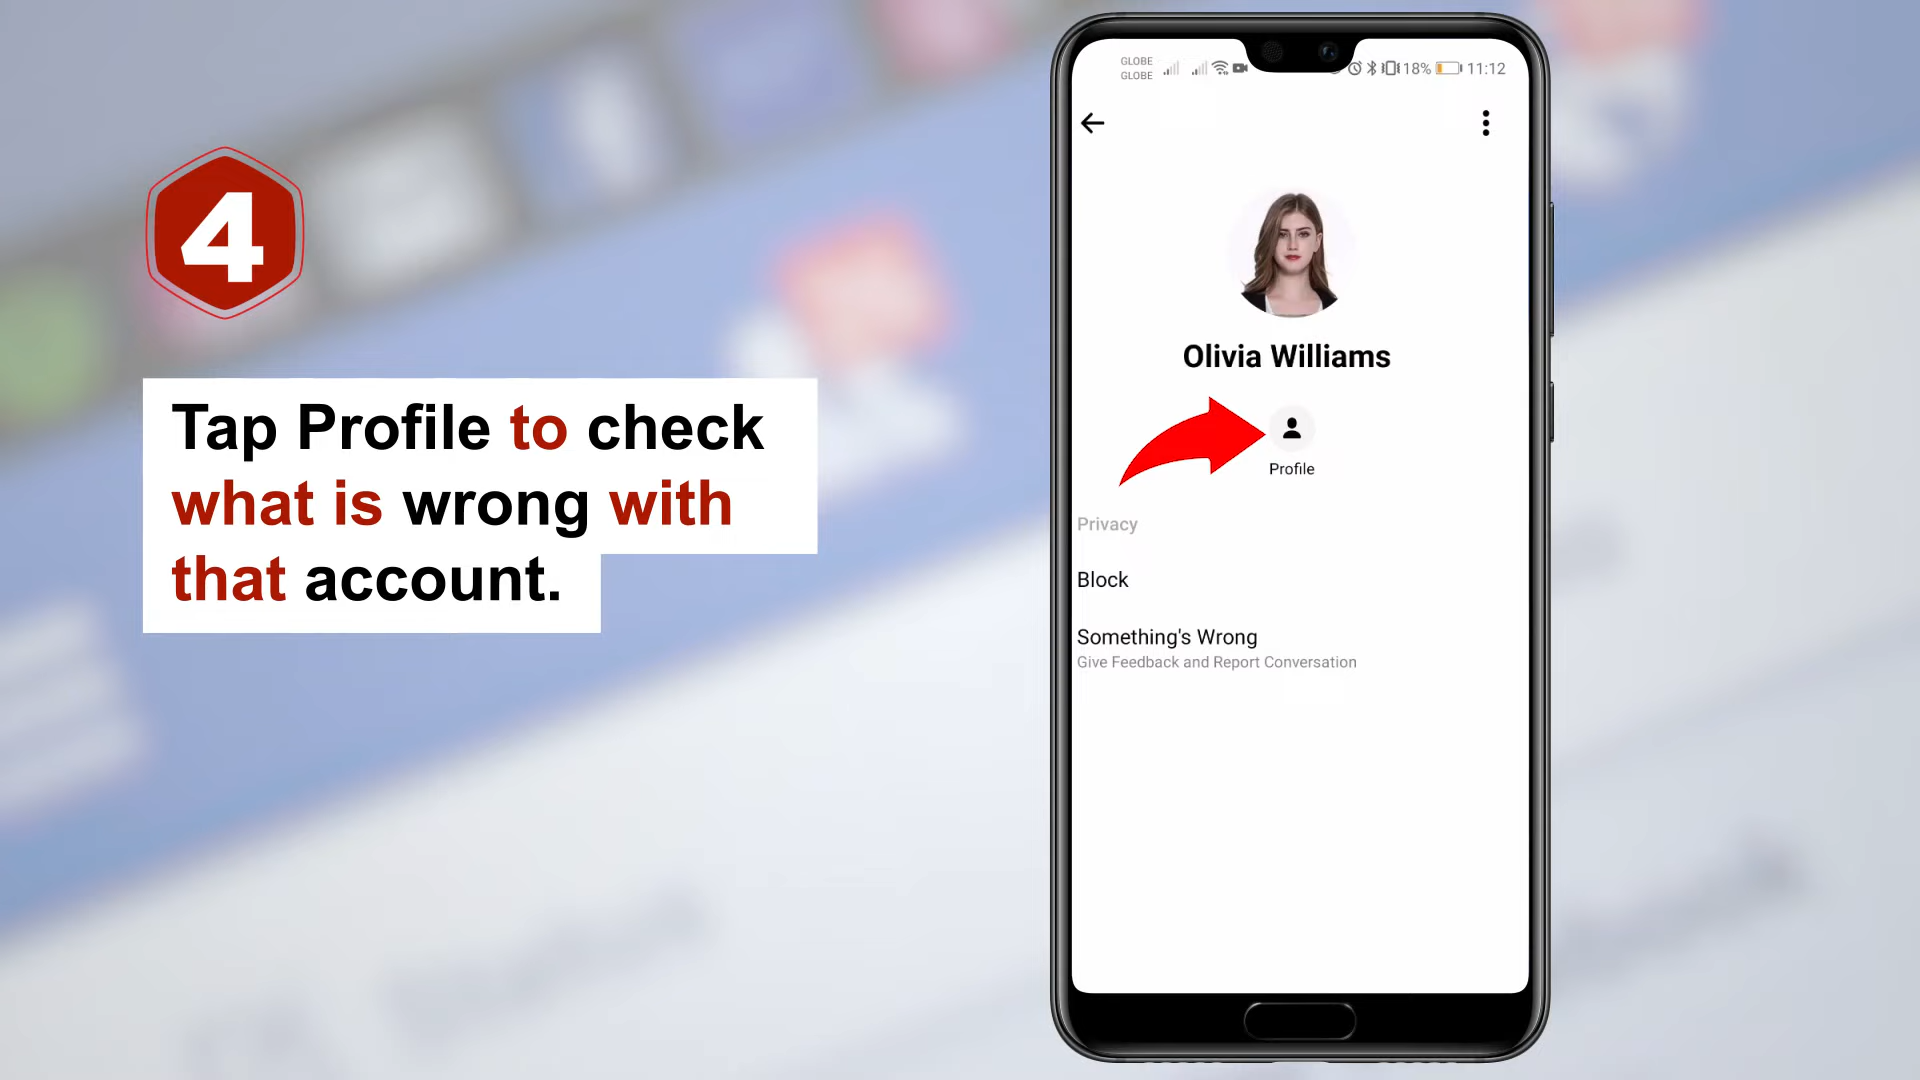 4
Tap Profile to check
what is wrong with
that account.
GLOBE
GLOBE
18% 11:12
Olivia Williams
Profile
Privacy
Block
Something's Wrong
Give Feedback and Report Conversation